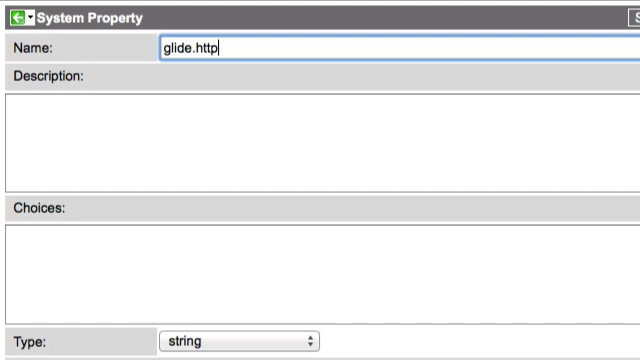 System Property
Name: glide.http
Description:
Choices:
Type: string